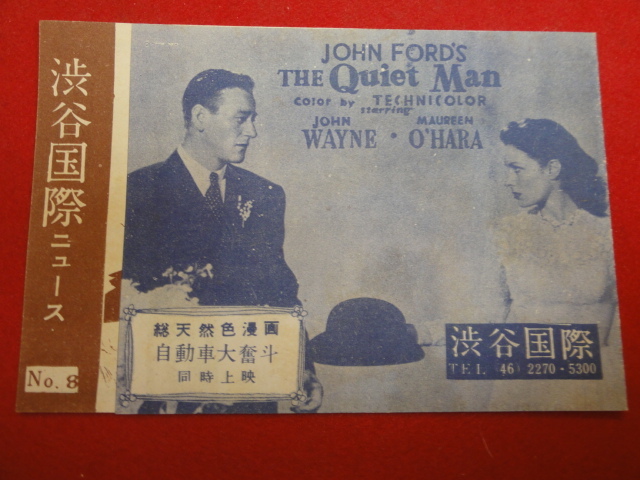 渋谷国際ニュース
No. 8
JOHN FORD'S
THE Quiet Man
COLOR by TECHNICOLOR
starring
JOHN WAYNE · MAUREEN O'HARA
総天然色漫画
自動車大奮斗
同時上映
渋谷国際
TEL (46) 2270・5300